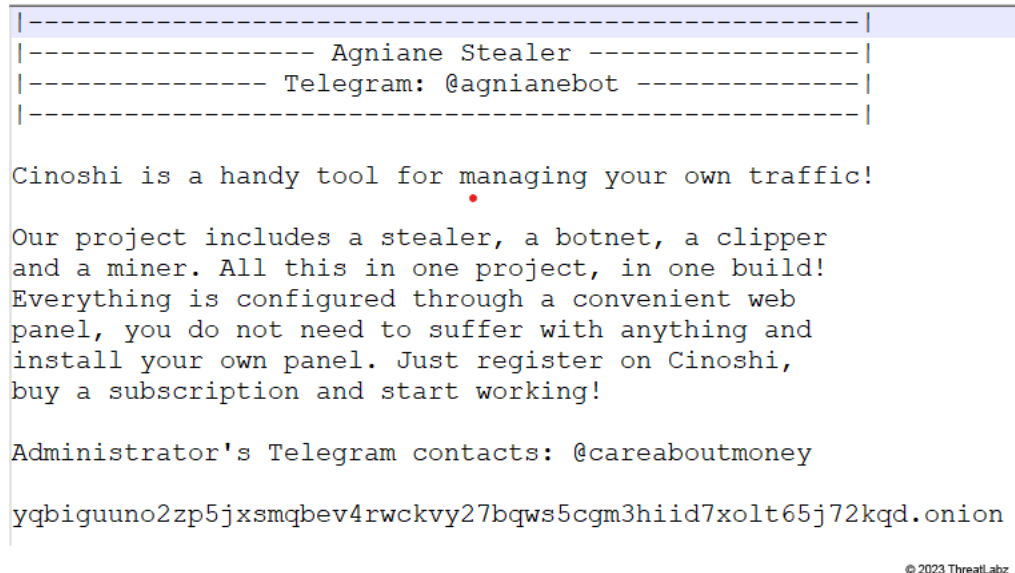 |----------------------------------------------------|
|------------------ Agniane Stealer -----------------|
|--------------- Telegram: @agnianebot --------------|
|----------------------------------------------------|
Cinoshi is a handy tool for managing your own traffic!
Our project includes a stealer, a botnet, a clipper
and a miner. All this in one project, in one build!
Everything is configured through a convenient web
panel, you do not need to suffer with anything and
install your own panel. Just register on Cinoshi,
buy a subscription and start working!
Administrator's Telegram contacts: @careaboutmoney
yqbiguuno2zp5jxsmqbev4rwckvy27bqws5cgm3hiid7xolt65j72kqd.onion
© 2023 ThreatLabz